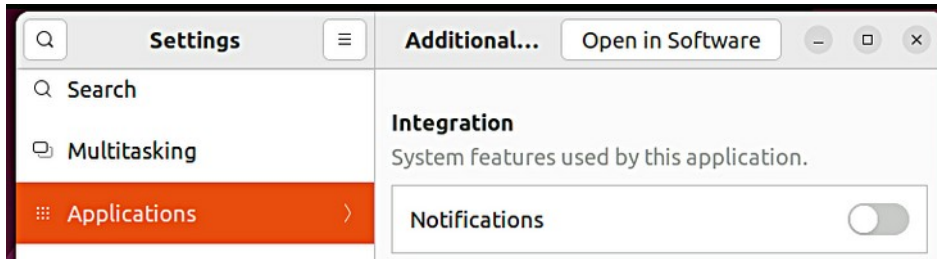 Settings
Additional...
Open in Software
Search
Multitasking
Applications
Integration
System features used by this application.
Notifications